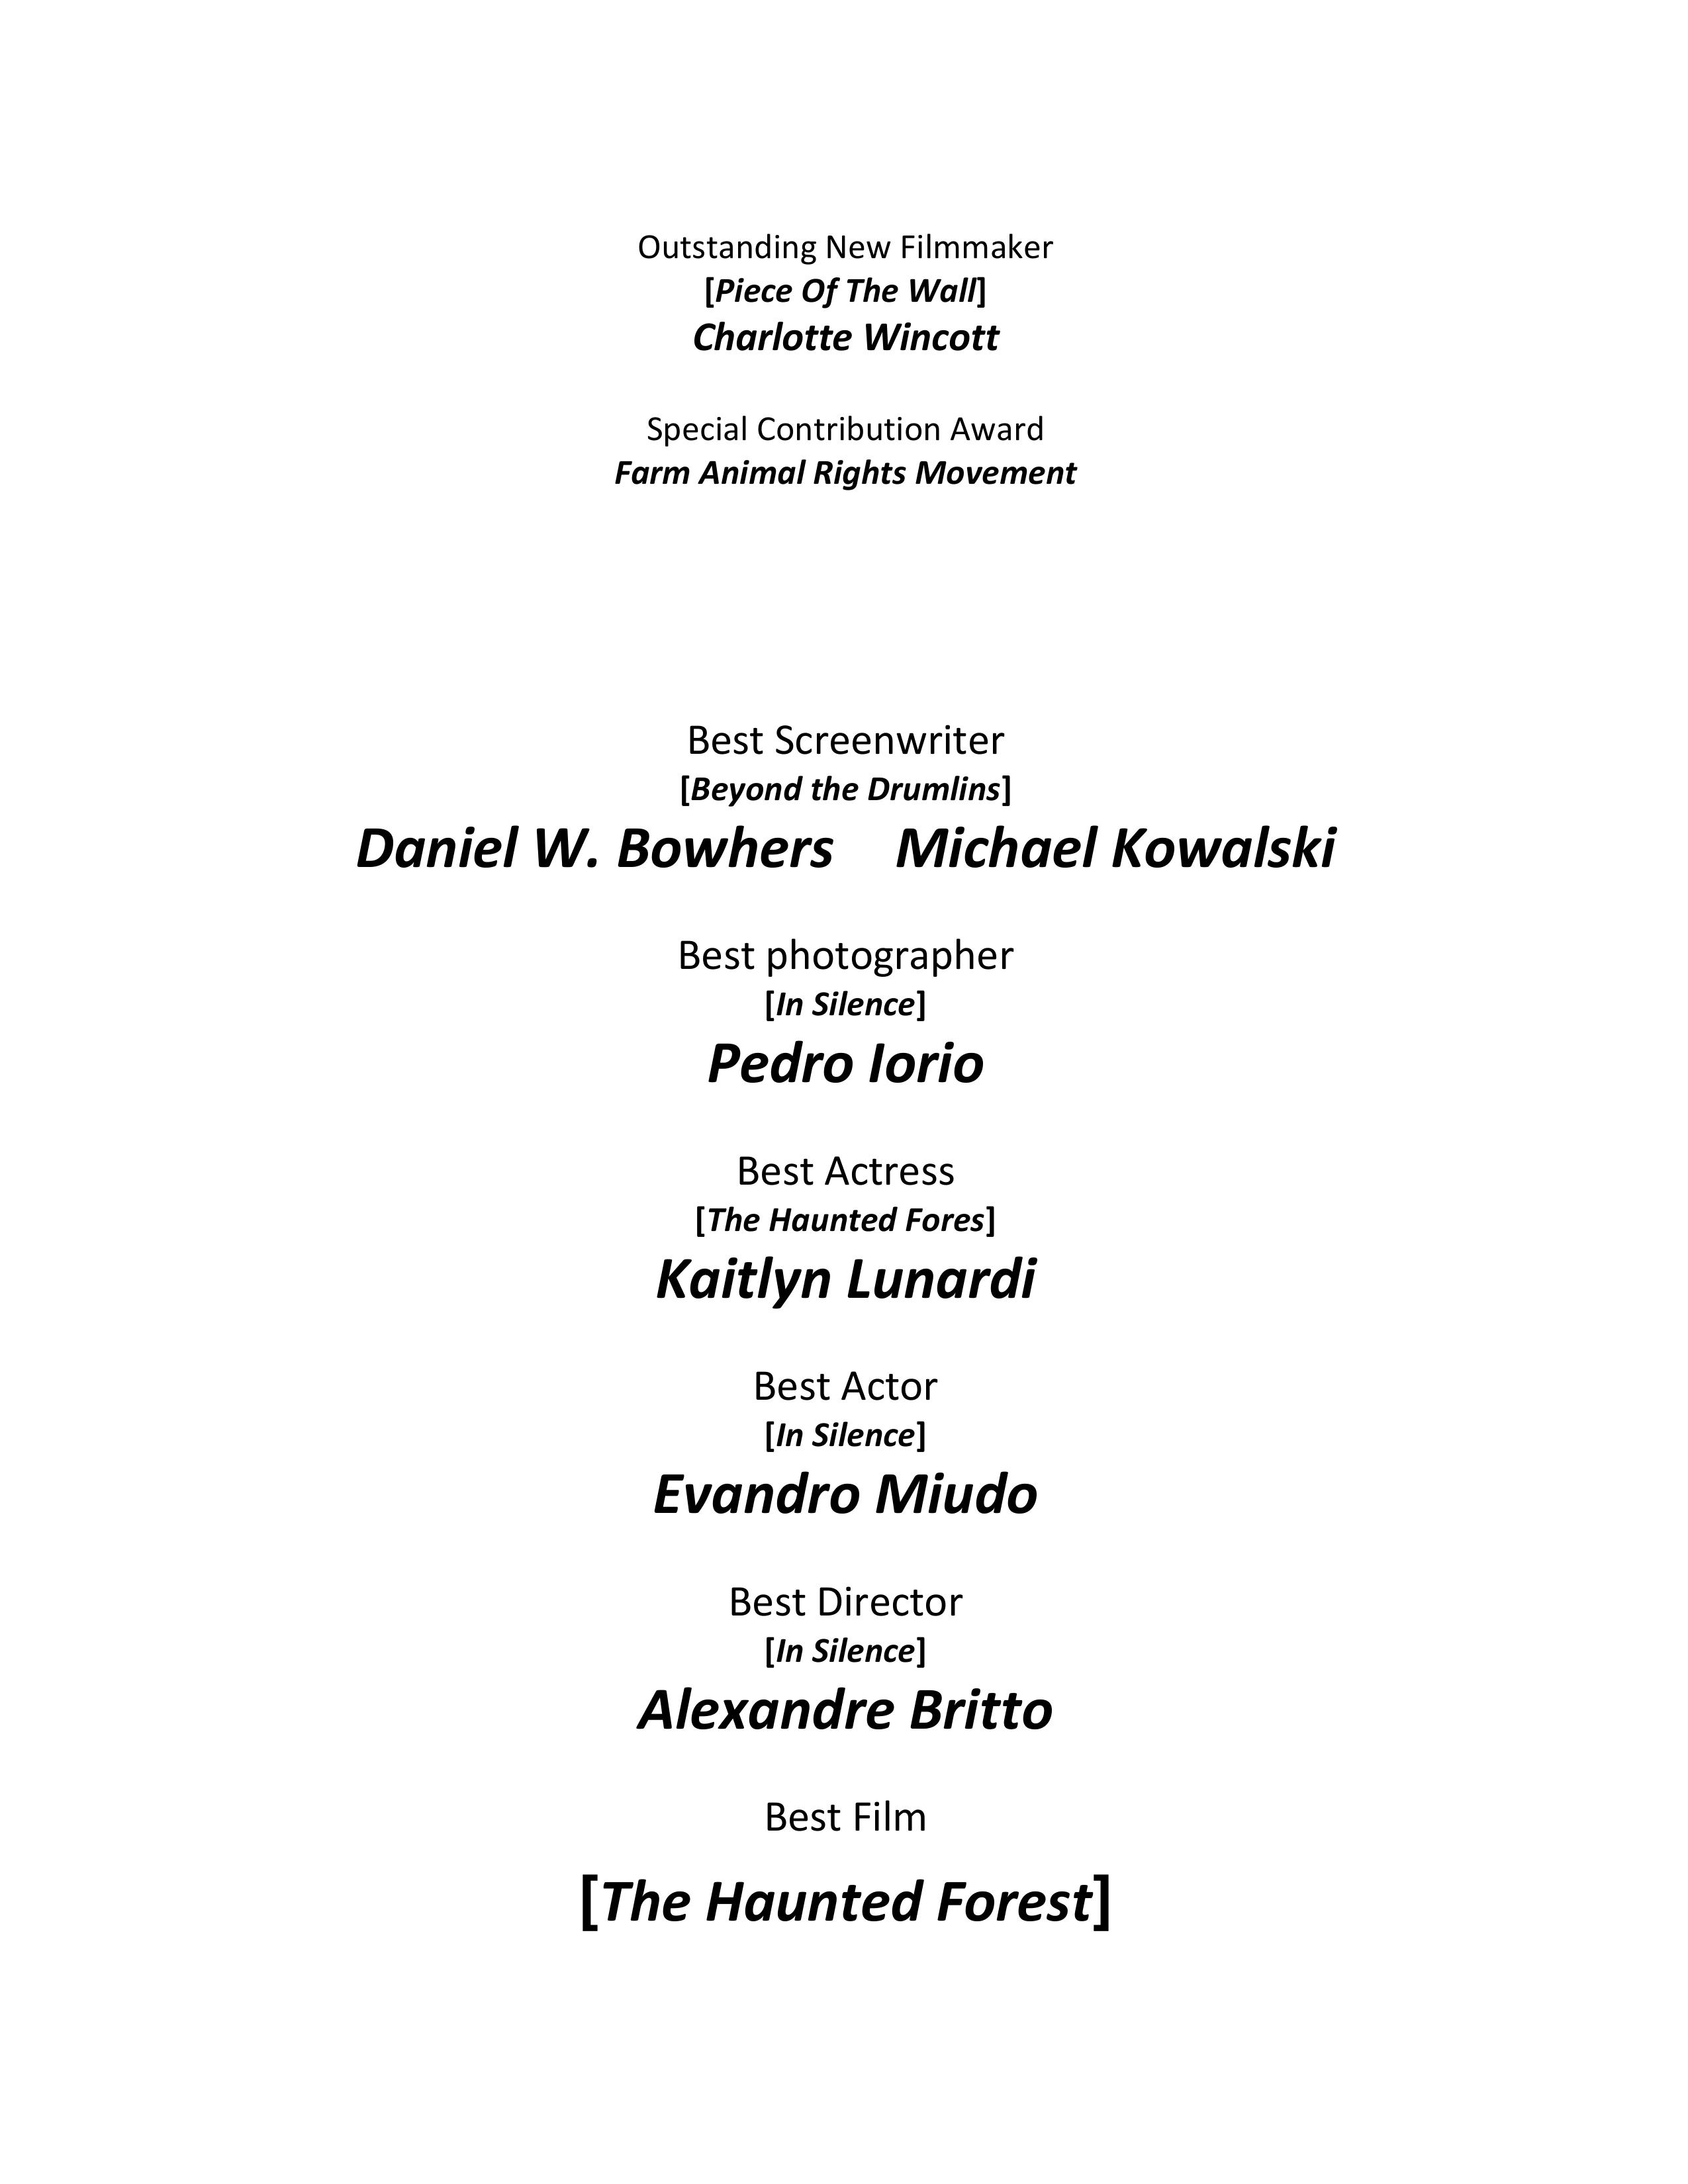 Outstanding New Filmmaker
[Piece Of The Wall]
Charlotte Wincott
Special Contribution Award
Farm Animal Rights Movement
Best Screenwriter
[Beyond the Drumlins]
Daniel W. Bowhers Michael Kowalski
Best photographer
[In Silence]
Pedro Iorio
Best Actress
[The Haunted Fores]
Kaitlyn Lunardi
Best Actor
[In Silence]
Evandro Miudo
Best Director
[In Silence]
Alexandre Britto
Best Film
[The Haunted Forest]